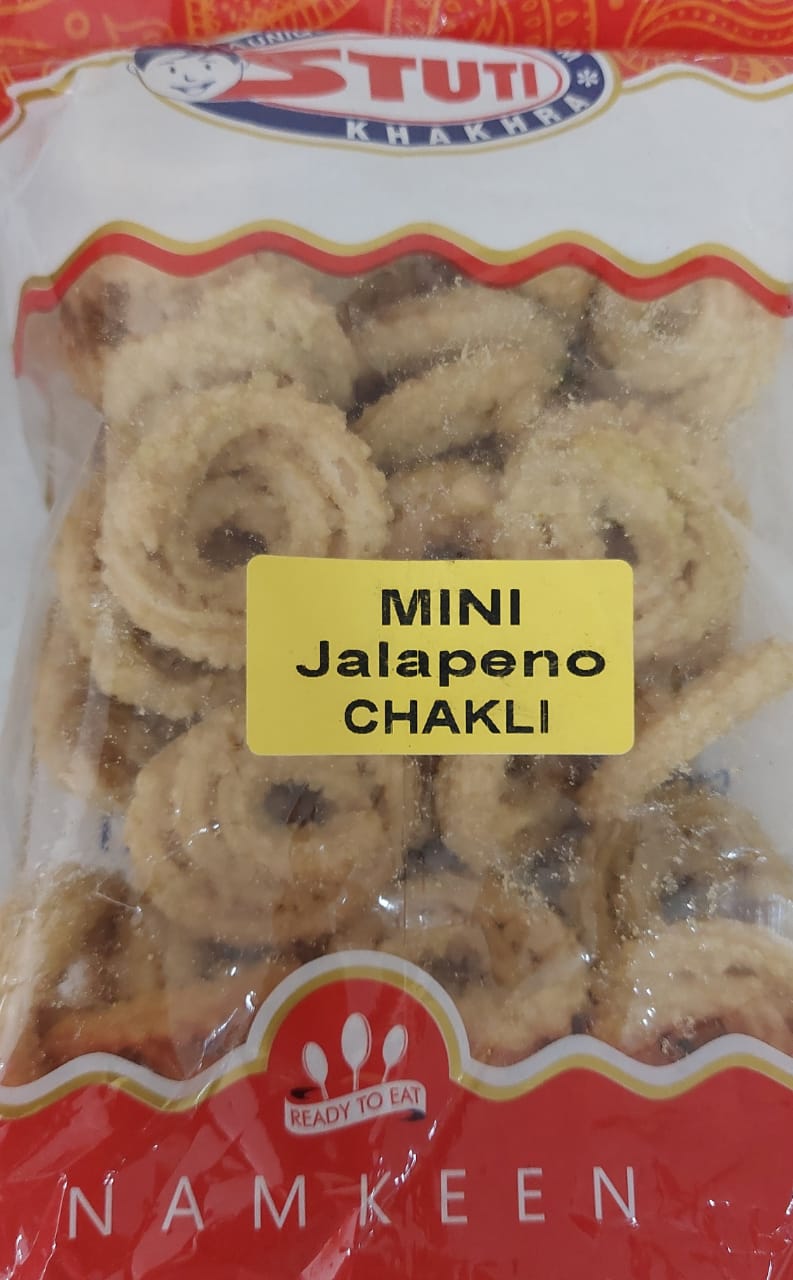 STUTI
KHAKHRA
MINI
Jalapeno
CHAKLI
READY TO EAT
NAMKEEN